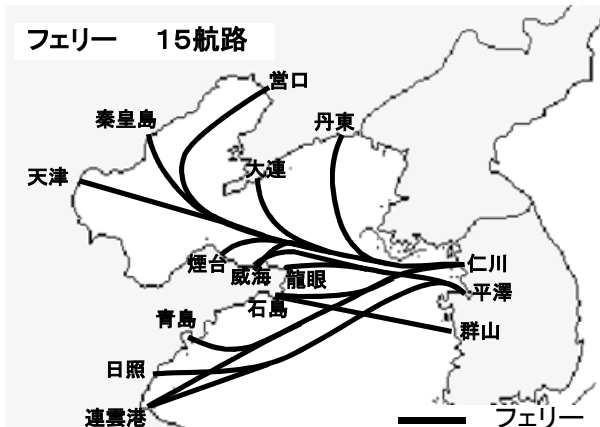 フェリー　15航路
営口
秦皇島
丹東
天津
大連
煙台
威海
龍眼
仁川
平澤
石島
青島
群山
日照
連雲港
フェリー